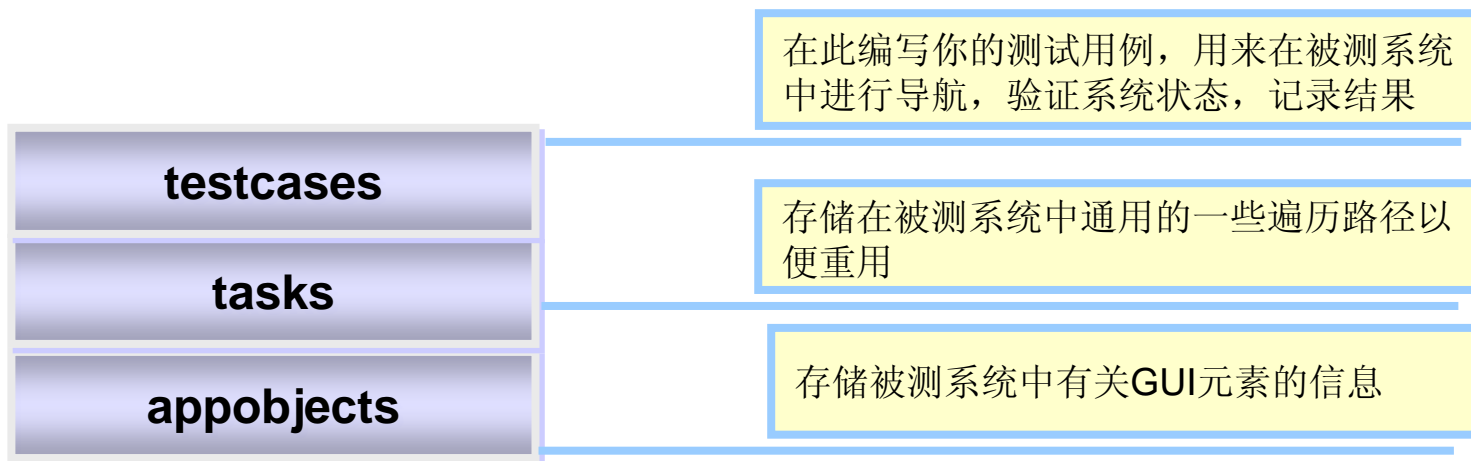 在此编写你的测试用例，用来在被测系统
中进行导航，验证系统状态，记录结果
testcases
存储在被测系统中通用的一些遍历路径以
便重用
tasks
存储被测系统中有关GUI元素的信息
appobjects